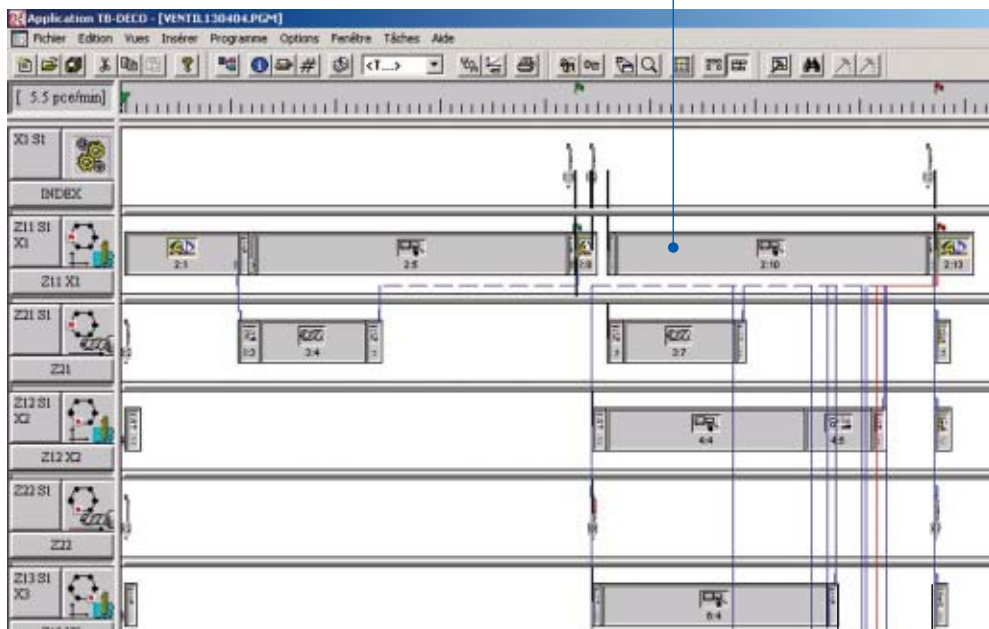 Application TB-DECO - [VENTIL130404.PGM]
Fichier Edition Vues Insérer Programme Options Fenêtre Tâches Aide
<T...>
[ 5.5 pce/min]
X1 S1
INDEX
Z11 S1
X1
2:1 2:5 2:10 2:13
Z11 X1
Z21 S1
3:3 3:4 3:7
Z21
Z12 S1
X2
4:4 4:5
Z12 X2
Z22 S1
Z22
Z13 S1
X3
6:4